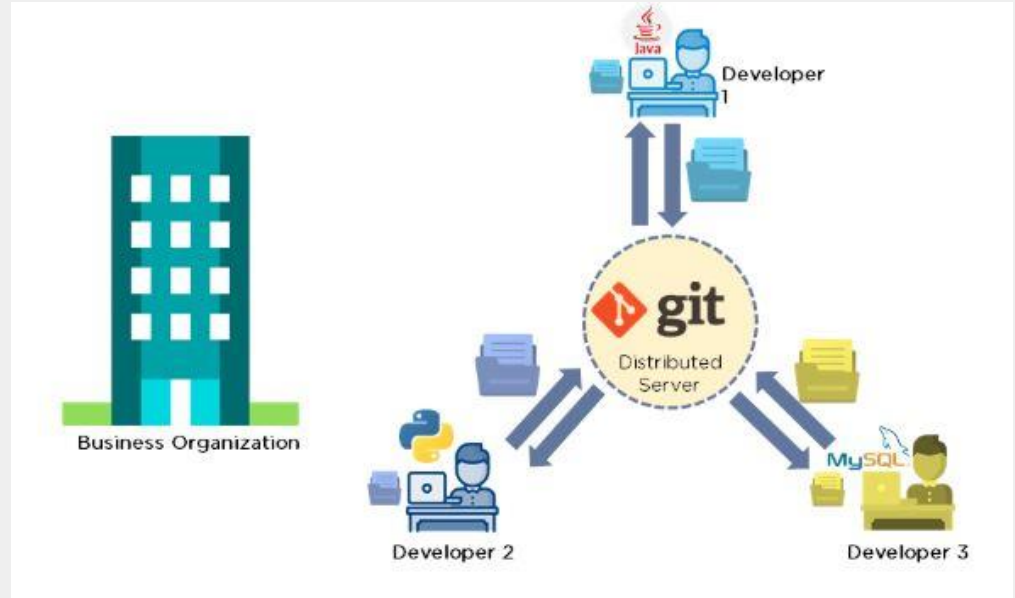 Java
Developer
1
git
Distributed
Server
Business Organization
MySQL
Developer 2
Developer 3